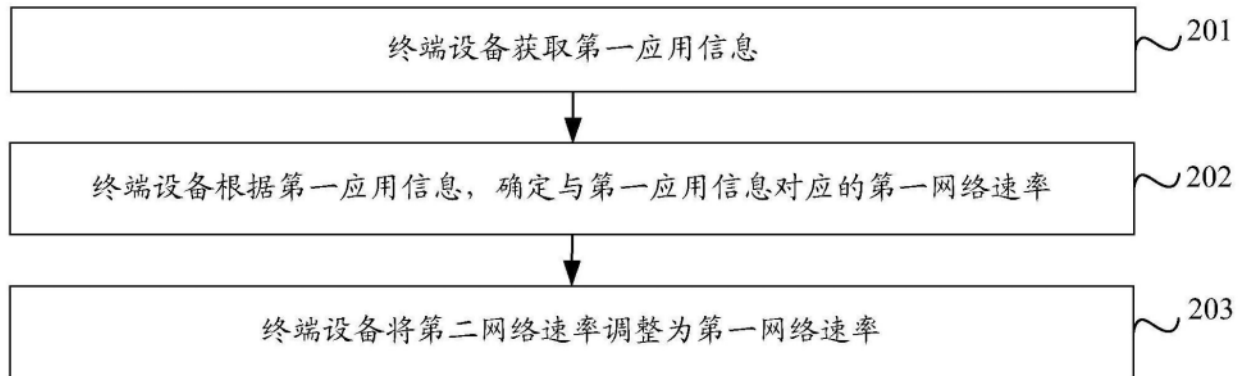 终端设备获取第一应用信息
201
终端设备根据第一应用信息，确定与第一应用信息对应的第一网络速率
202
终端设备将第二网络速率调整为第一网络速率
203